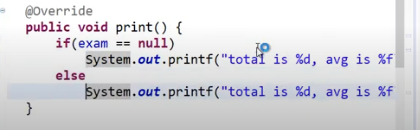 @Override
public void print() {
if(exam == null)
System.out.printf("total is %d, avg is %f
else
System.out.printf("total is %d, avg is %f
}